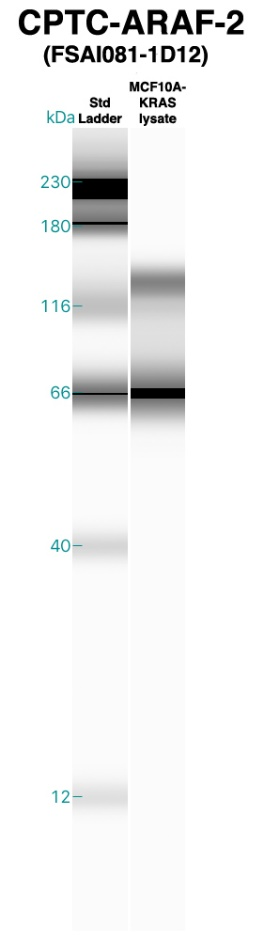 CPTC-ARAF-2
(FSAI081-1D12)
kDa
Std
Ladder
MCF10A-
KRAS
lysate
230
180
116
66
40
12